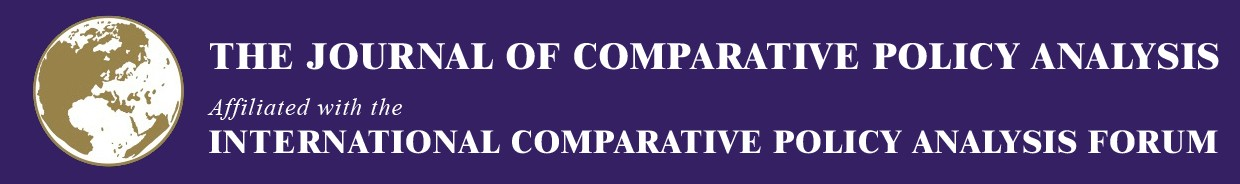 THE JOURNAL OF COMPARATIVE POLICY ANALYSIS
Affiliated with the
INTERNATIONAL COMPARATIVE POLICY ANALYSIS FORUM